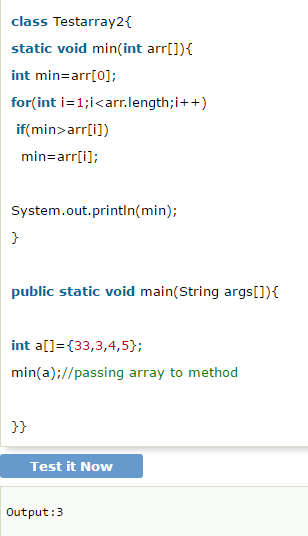 class Testarray2{
static void min(int arr[]){
int min=arr[0];
for(int i=1;i<arr.length;i++)
 if(min>arr[i])
  min=arr[i];

System.out.println(min);
}

public static void main(String args[]){

int a[]={33,3,4,5};
min(a);//passing array to method

}}
Test it Now
Output:3